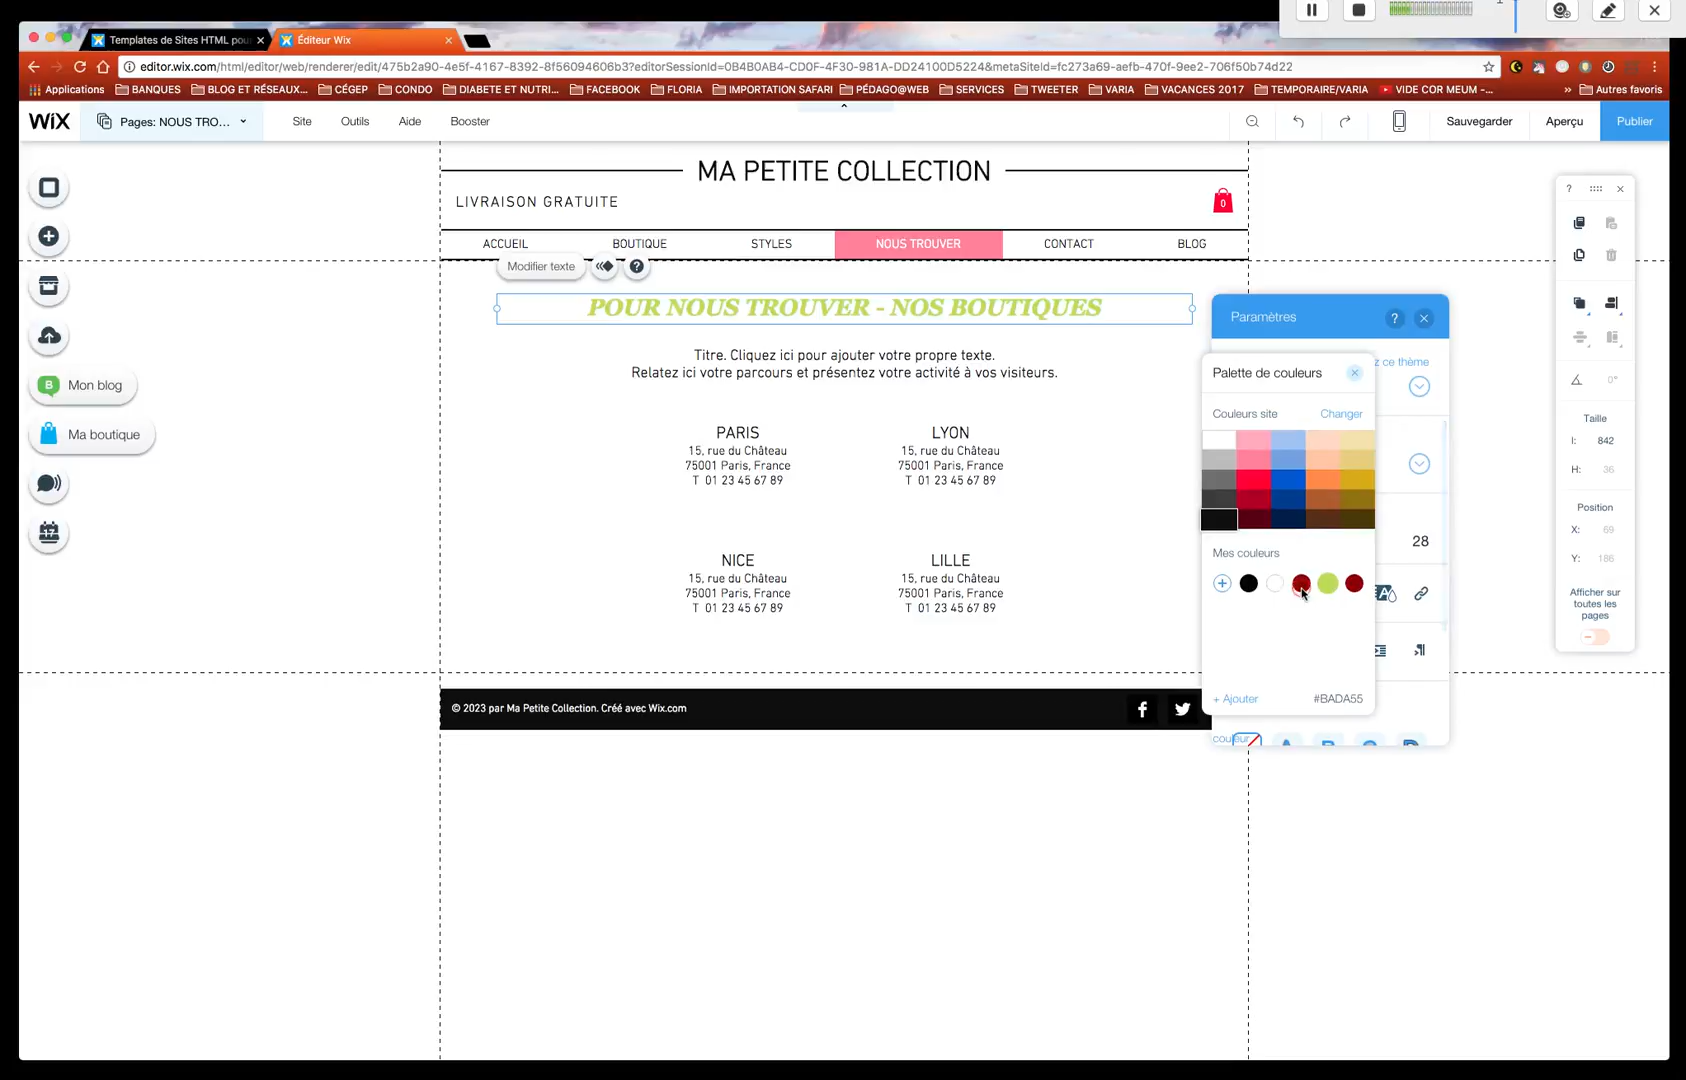 Templates de Sites HTML pou
Éditeur Wix
editor.wix.com/html/editor/web/renderer/edit/475b2a90-4e5f-4167-8392-8f56094606b3?editorSessionId=0B4B0AB4-CD0F-4F30-981A-DD24100D5224&metaSiteId=fc273a69-aefb-470f-9ee2-706f50b74d22
Applications BANQUES BLOG ET RÉSEAUX... CÉGEP CONDO DIABETE ET NUTRI... FACEBOOK FLORIA IMPORTATION SAFARI PÉDAGO@WEB SERVICES TWEETER VARIA VACANCES 2017 TEMPORAIRE/VARIA VIDE COR MEUM -... » Autres favoris
WiX Pages: NOUS TRO... Site Outils Aide Booster Sauvegarder Aperçu Publier
MA PETITE COLLECTION
LIVRAISON GRATUITE
0
ACCUEIL BOUTIQUE STYLES NOUS TROUVER CONTACT BLOG
Modifier texte ?
POUR NOUS TROUVER - NOS BOUTIQUES
Titre. Cliquez ici pour ajouter votre propre texte.
Relatez ici votre parcours et présentez votre activité à vos visiteurs.
PARIS
15, rue du Château
75001 Paris, France
T 01 23 45 67 89
LYON
15, rue du Château
75001 Paris, France
T 01 23 45 67 89
NICE
15, rue du Château
75001 Paris, France
T 01 23 45 67 89
LILLE
15, rue du Château
75001 Paris, France
T 01 23 45 67 89
© 2023 par Ma Petite Collection. Créé avec Wix.com
B Mon blog
Ma boutique
17
Paramètres ?
z ce thème
Palette de couleurs
Couleurs site Changer
28
Mes couleurs
A
+ Ajouter #BADA55
couleur
?
0°
Taille
l: 842
H: 36
Position
X: 69
Y: 186
Afficher sur
toutes les
pages